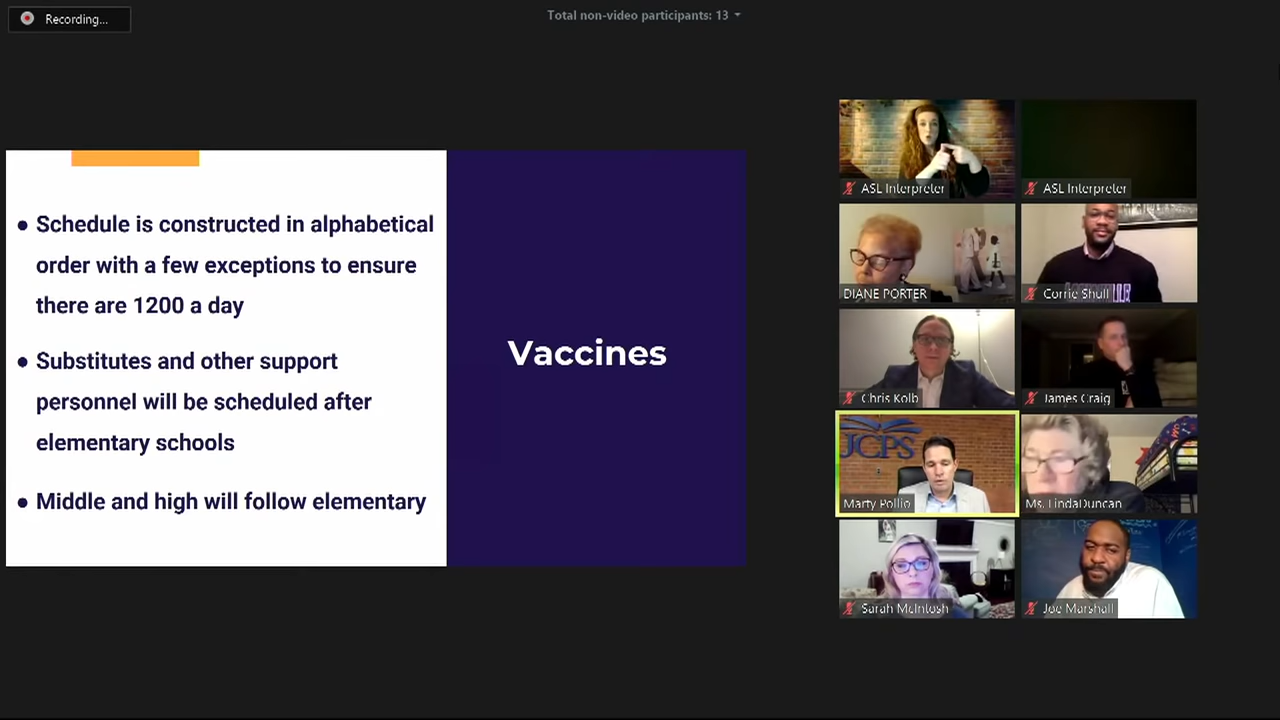 Recording...
Total non-video participants: 13
● Schedule is constructed in alphabetical
order with a few exceptions to ensure
there are 1200 a day
● Substitutes and other support
personnel will be scheduled after
elementary schools
● Middle and high will follow elementary
Vaccines
ASL Interpreter
ASL Interpreter
DIANE PORTER
Corrie Shull
Chris Kolb
James Craig
JCPS
Marty Pollio
Ms. LindaDuncan
Sarah McIntosh
Joe Marshall